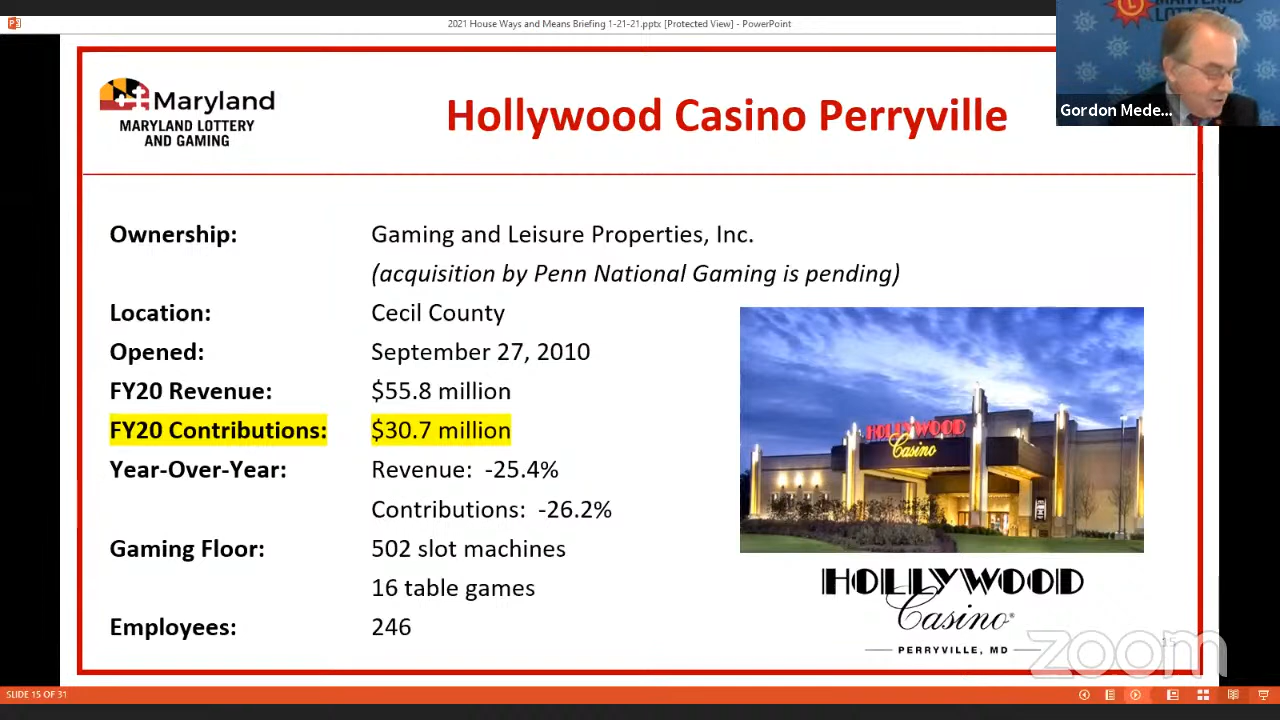 2021 House Ways and Means Briefing 1-21-21.pptx [Protected View] - PowerPoint
Maryland
MARYLAND LOTTERY
AND GAMING
Hollywood Casino Perryville
Gordon Mede...
Ownership: Gaming and Leisure Properties, Inc.
(acquisition by Penn National Gaming is pending)
Location: Cecil County
Opened: September 27, 2010
FY20 Revenue: $55.8 million
FY20 Contributions: $30.7 million
Year-Over-Year: Revenue: -25.4%
Contributions: -26.2%
Gaming Floor: 502 slot machines
16 table games
Employees: 246
HOLLYWOOD
Casino
HOLLYWOOD
Casino®
PERRYVILLE, MD
zoom
SLIDE 15 OF 31